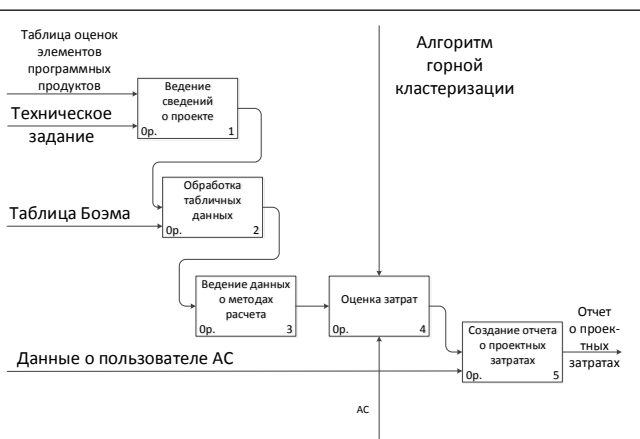 Таблица оценок
элементов
программных
продуктов
Техническое
задание
Ведение
сведений
о проекте
0р. 1
Алгоритм
горной
кластеризации
Обработка
табличных
данных
0р. 2
Таблица Боэма
Ведение данных
о методах
расчета
0р. 3
Оценка затрат
0р. 4
Создание отчета
о проектных
затратах
0р. 5
Отчет
о проек-
тных
затратах
Данные о пользователе АС
АС